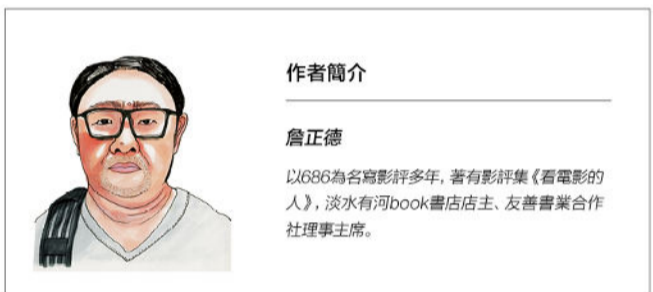 作者簡介
詹正德
以686為名寫影評多年，著有影評集《看電影的
人》，淡水有河book書店店主、友善書業合作
社理事主席。